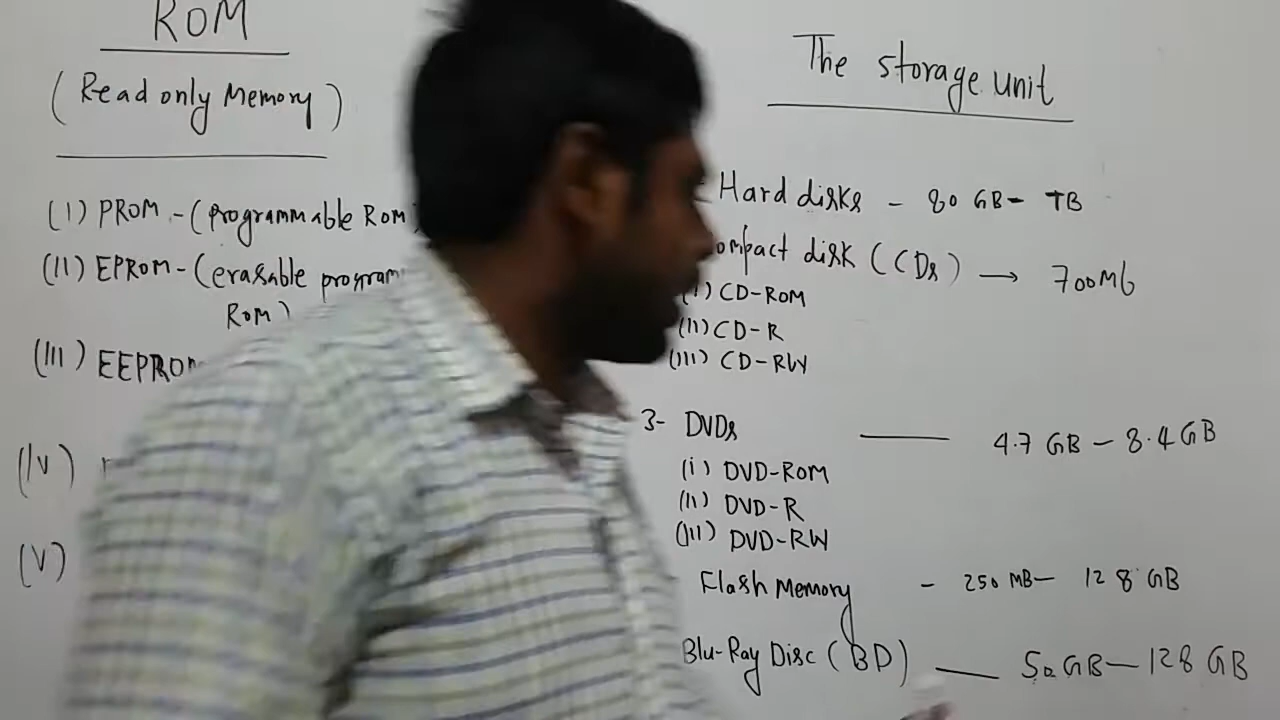 ROM
(Read only Memory)
(I) PROM - (Programmable Rom)
(II) EPROM - (erasable program
Rom)
(III) EEPROM
(IV)
(V)
The storage unit
Hard disks - 80 GB - TB
ompact disk (CDs) → 700Mb
(I) CD-ROM
(II) CD-R
(III) CD-RW
3- DVDs — 4.7 GB - 8.4 GB
(i) DVD-ROM
(II) DVD-R
(III) DVD-RW
Flash Memory - 250 MB - 128 GB
Blu-Ray Disc (BD) — 50 GB - 128 GB